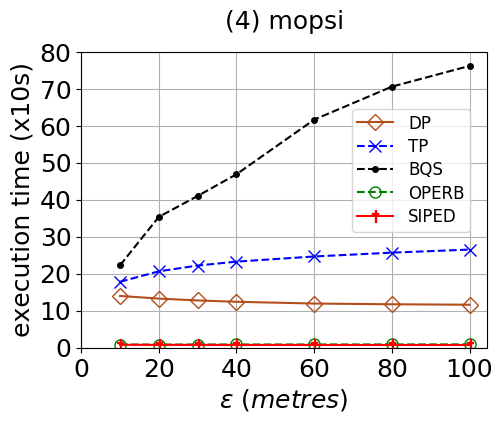 (4) mopsi
execution time (x10s)
80
70
60
50
40
30
20
10
0
DP
TP
BQS
OPERB
SIPED
0 20 40 60 80 100
ε (metres)